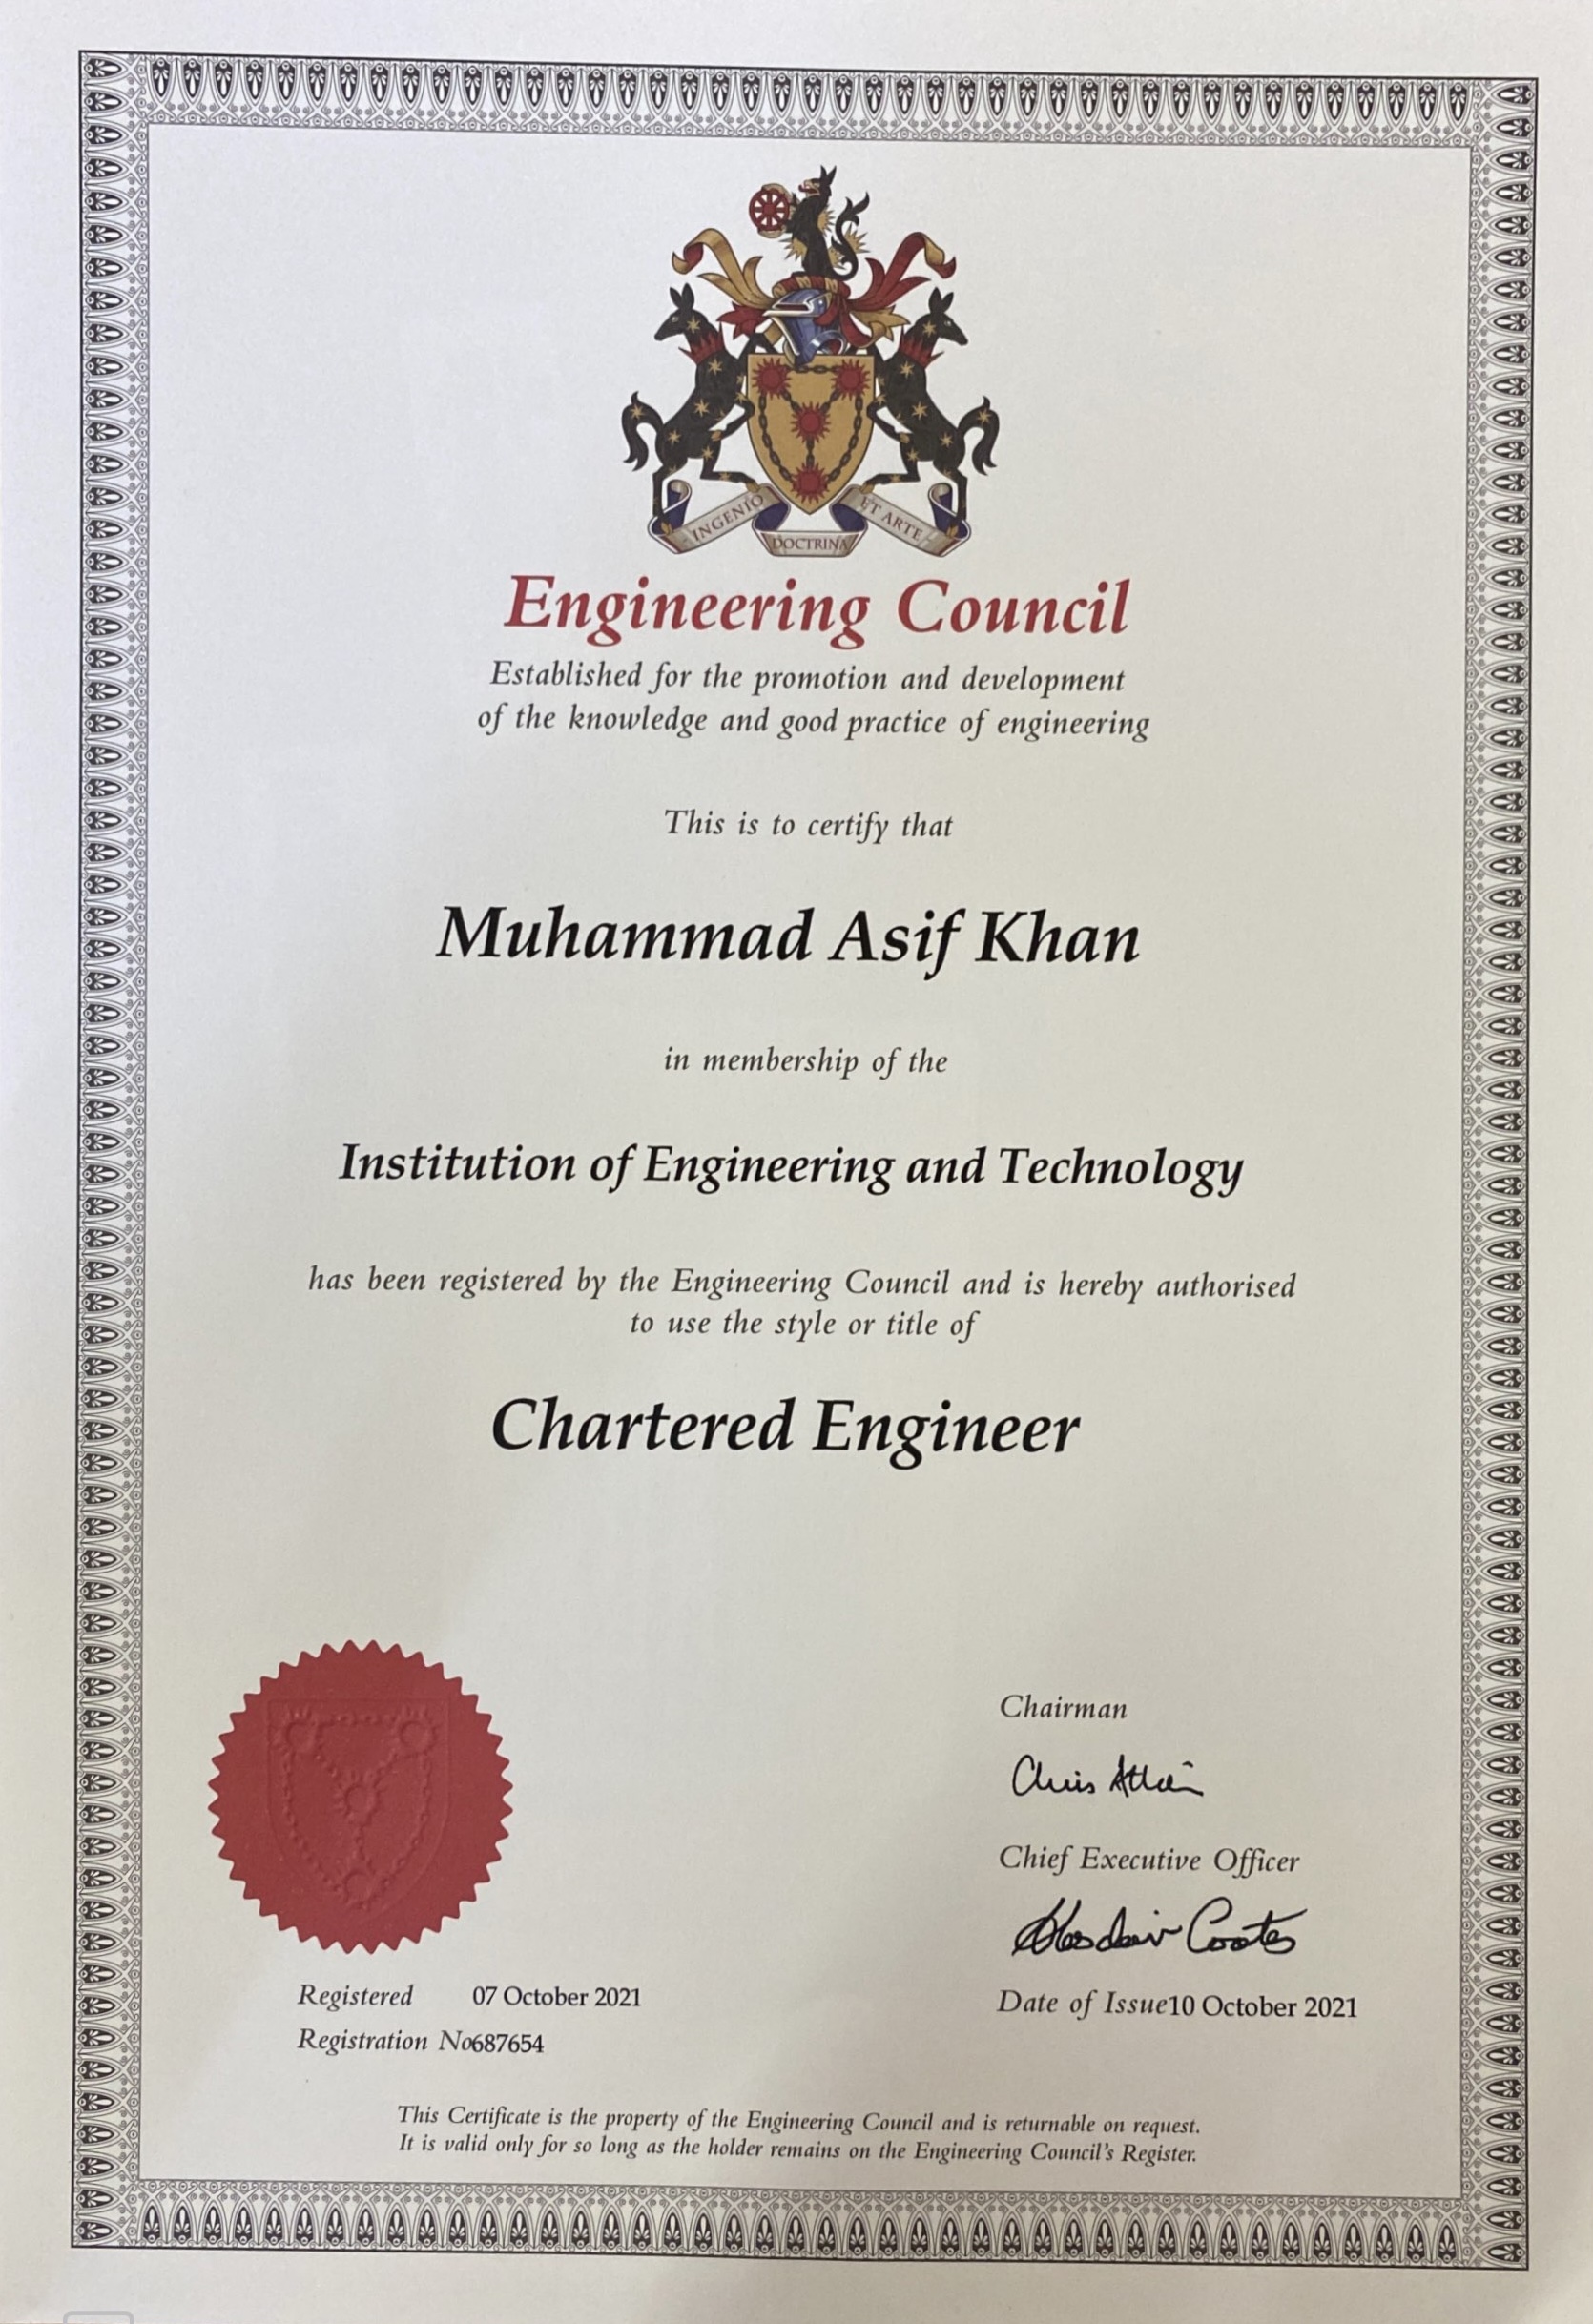 INGENIO
DOCTRINA
ET ARTE
Engineering Council
Established for the promotion and development
of the knowledge and good practice of engineering
This is to certify that
Muhammad Asif Khan
in membership of the
Institution of Engineering and Technology
has been registered by the Engineering Council and is hereby authorised
to use the style or title of
Chartered Engineer
Chairman
Chris
Chief Executive Officer
Alasdair Coates
Registered 07 October 2021
Date of Issue10 October 2021
Registration No687654
This Certificate is the property of the Engineering Council and is returnable on request.
It is valid only for so long as the holder remains on the Engineering Council's Register.